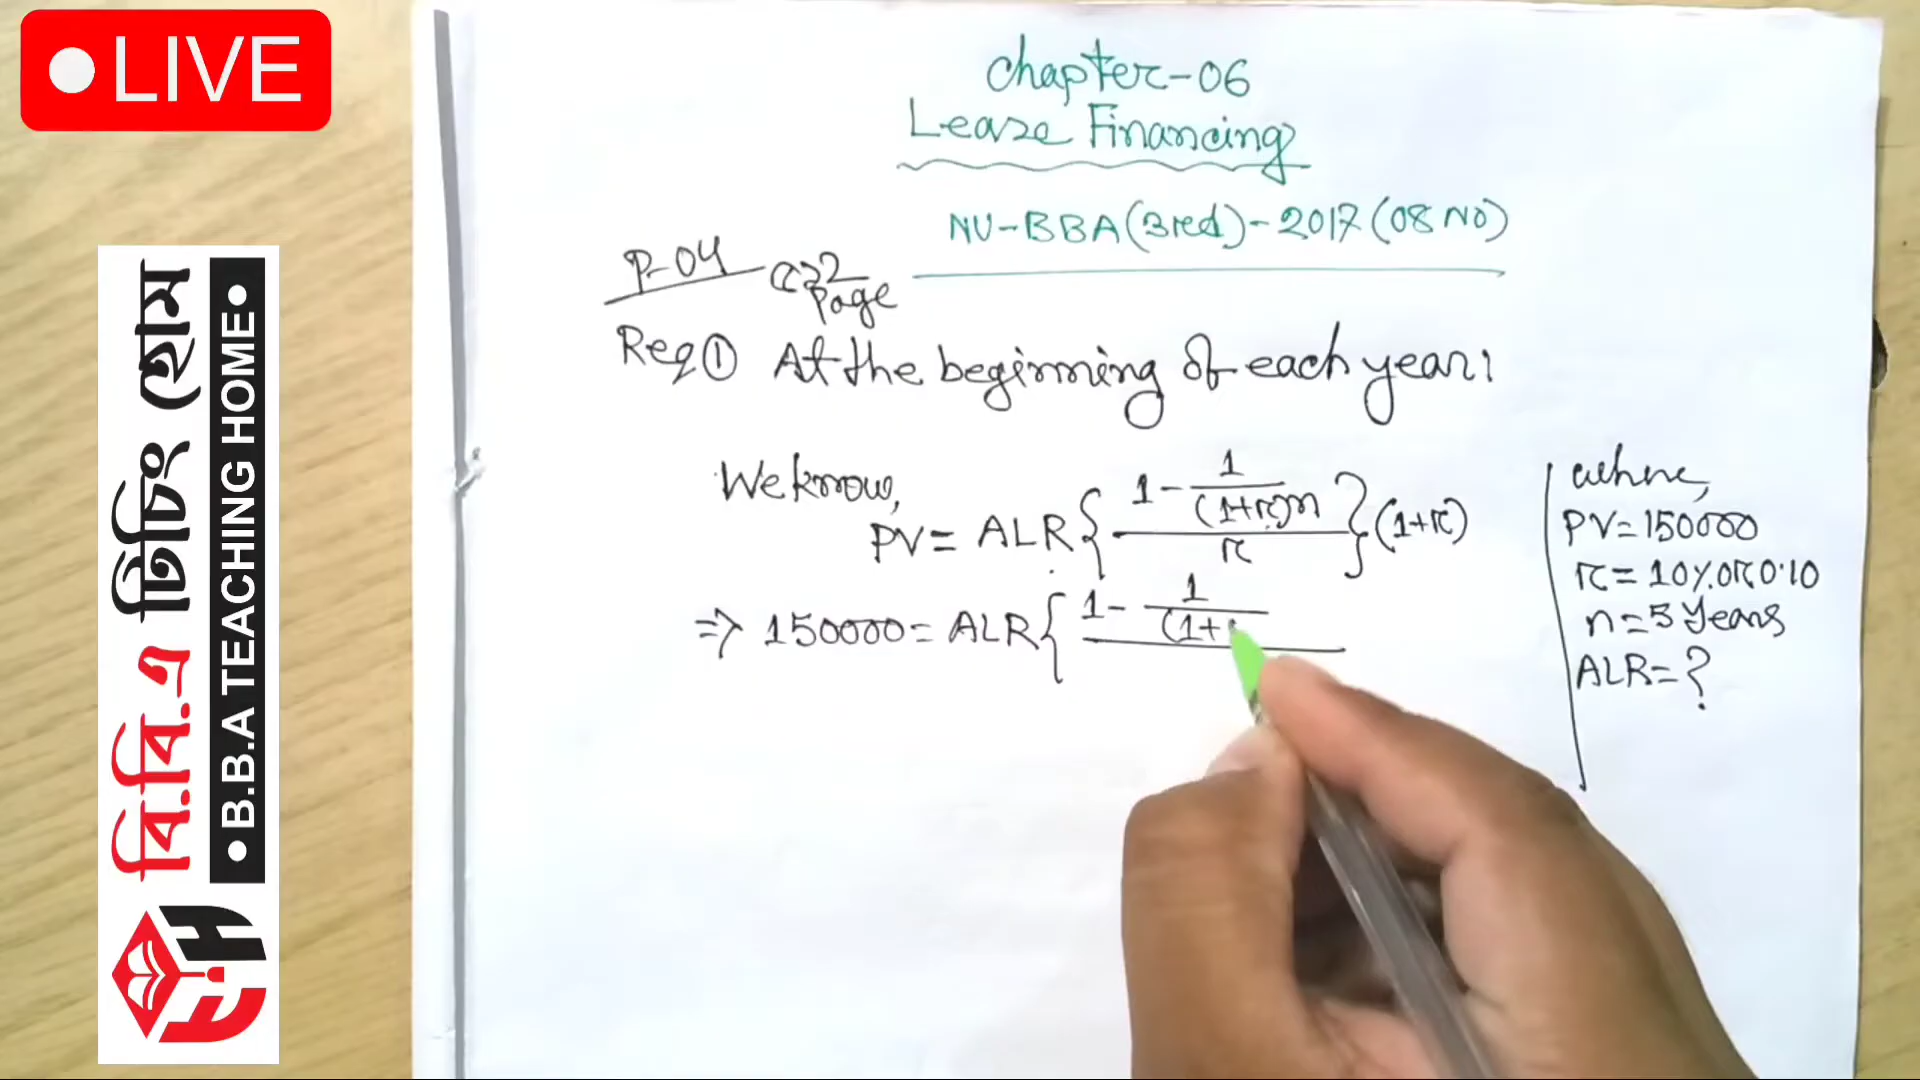 LIVE
বি.বি.এ টিচিং হোম
•B.B.A TEACHING HOME•
Chapter-06
Lease Financing
NU-BBA(3rd)-2017(08 NO)
P-04
Page
Req① At the beginning of each year:
We know,
PV= ALR{ 1- 1/(1+r)n / r }(1+r)
⇒ 150000= ALR{ 1- 1/(1+
where,
PV=150000
r=10% or 0.10
n=5 Years
ALR=?